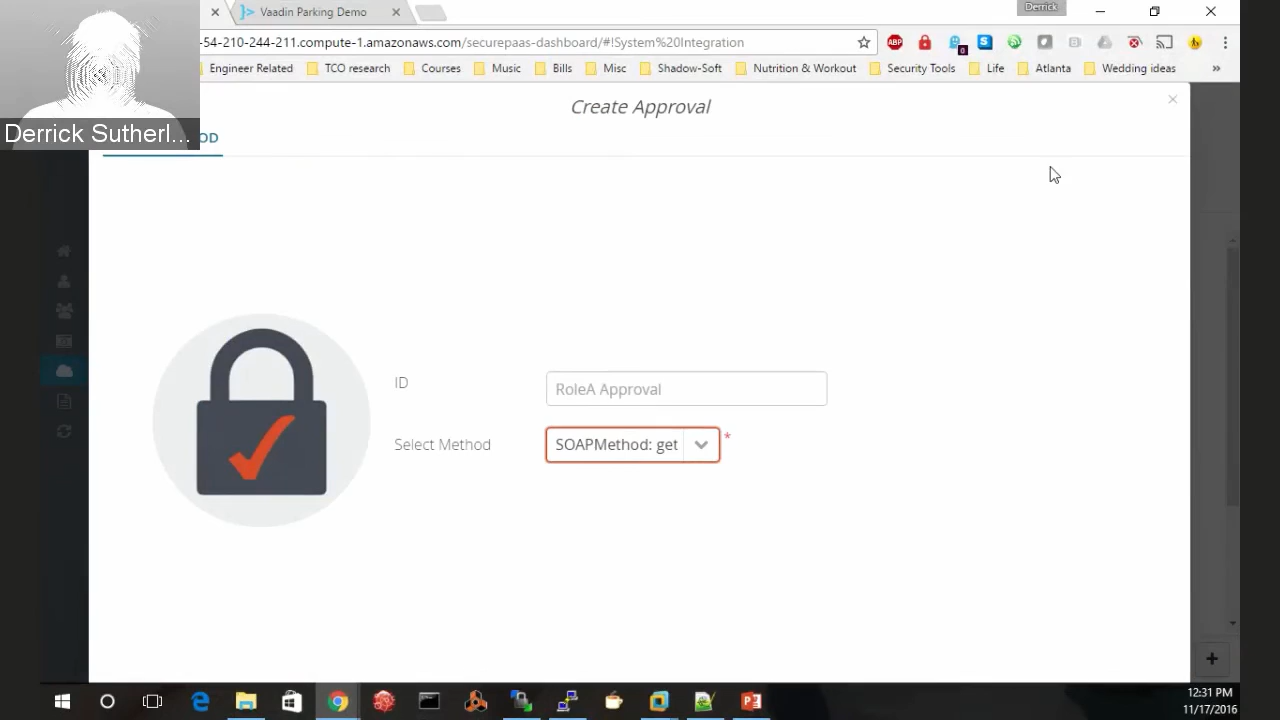 Derrick
Vaadin Parking Demo
-54-210-244-211.compute-1.amazonaws.com/securepaas-dashboard/#!System%20Integration
ABP
0
Engineer Related
TCO research
Courses
Music
Bills
Misc
Shadow-Soft
Nutrition & Workout
Security Tools
Life
Atlanta
Wedding ideas
»
Create Approval
Derrick Sutherl...
OD
ID
RoleA Approval
Select Method
SOAPMethod: get
*
12:31 PM
11/17/2016